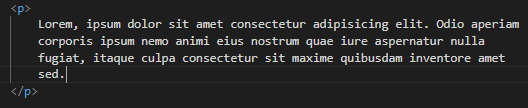 <p>
Lorem, ipsum dolor sit amet consectetur adipisicing elit. Odio aperiam
corporis ipsum nemo animi eius nostrum quae iure aspernatur nulla
fugiat, itaque culpa consectetur sit maxime quibusdam inventore amet
sed.
</p>